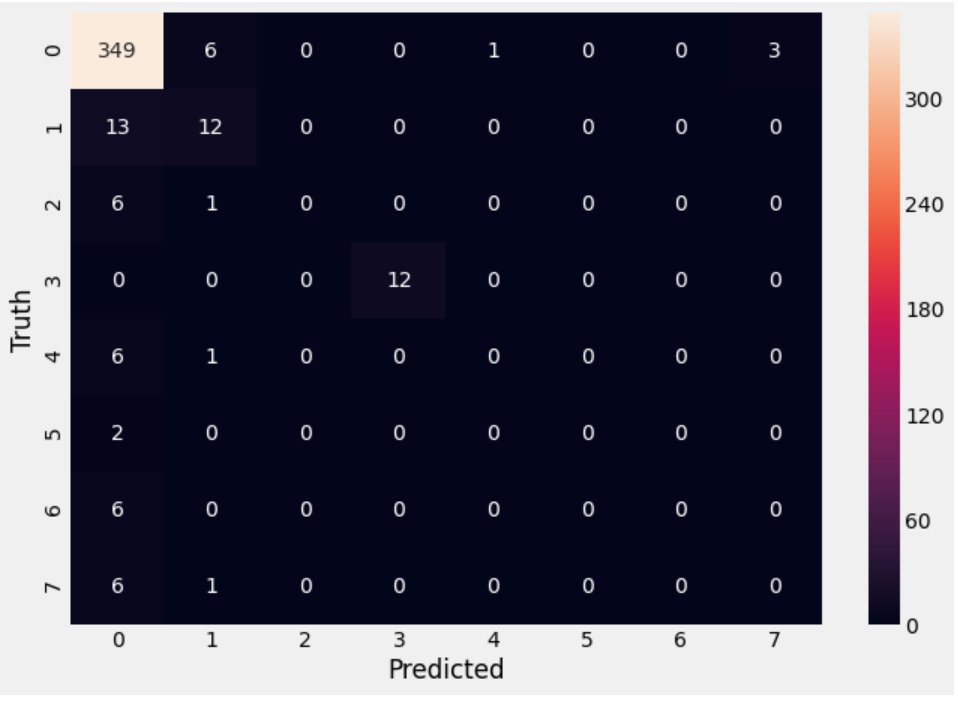 0 349 6 0 0 1 0 0 3
300
1 13 12 0 0 0 0 0 0
2 6 1 0 0 0 0 0 0
240
3 0 0 0 12 0 0 0 0
180
Truth
4 6 1 0 0 0 0 0 0
120
5 2 0 0 0 0 0 0 0
6 6 0 0 0 0 0 0 0
60
7 6 1 0 0 0 0 0 0
0
0 1 2 3 4 5 6 7
Predicted